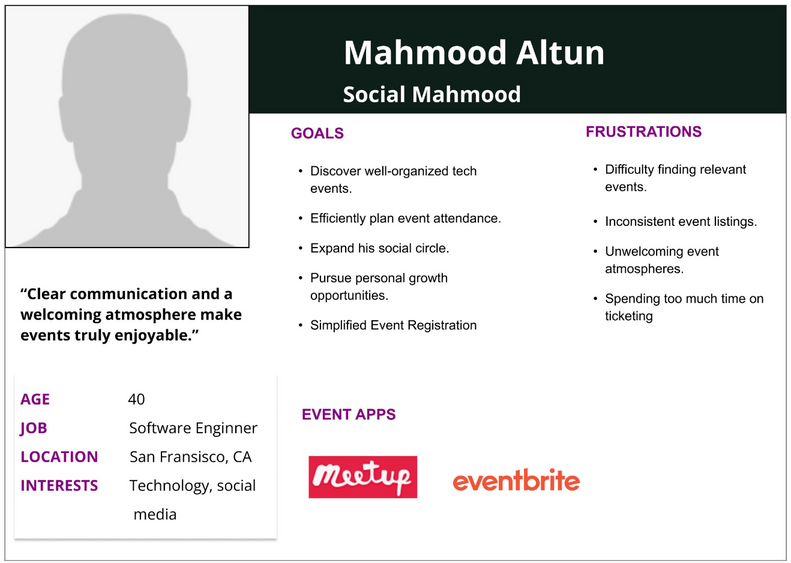 Mahmood Altun
Social Mahmood
GOALS
• Discover well-organized tech
events.
• Efficiently plan event attendance.
• Expand his social circle.
• Pursue personal growth
opportunities.
• Simplified Event Registration
FRUSTRATIONS
• Difficulty finding relevant
events.
• Inconsistent event listings.
• Unwelcoming event
atmospheres.
• Spending too much time on
ticketing
“Clear communication and a
welcoming atmosphere make
events truly enjoyable.”
AGE 40
JOB Software Enginner
LOCATION San Fransisco, CA
INTERESTS Technology, social
media
EVENT APPS
meetup
eventbrite